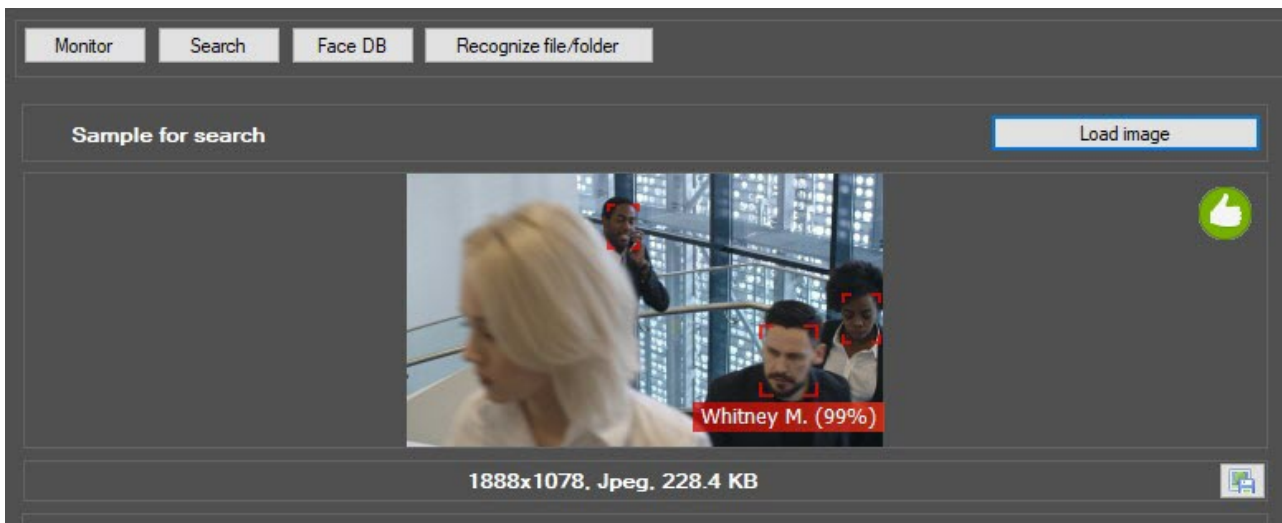 Monitor Search Face DB Recognize file/folder
Sample for search Load image
Whitney M. (99%)
1888x1078, Jpeg, 228.4 KB